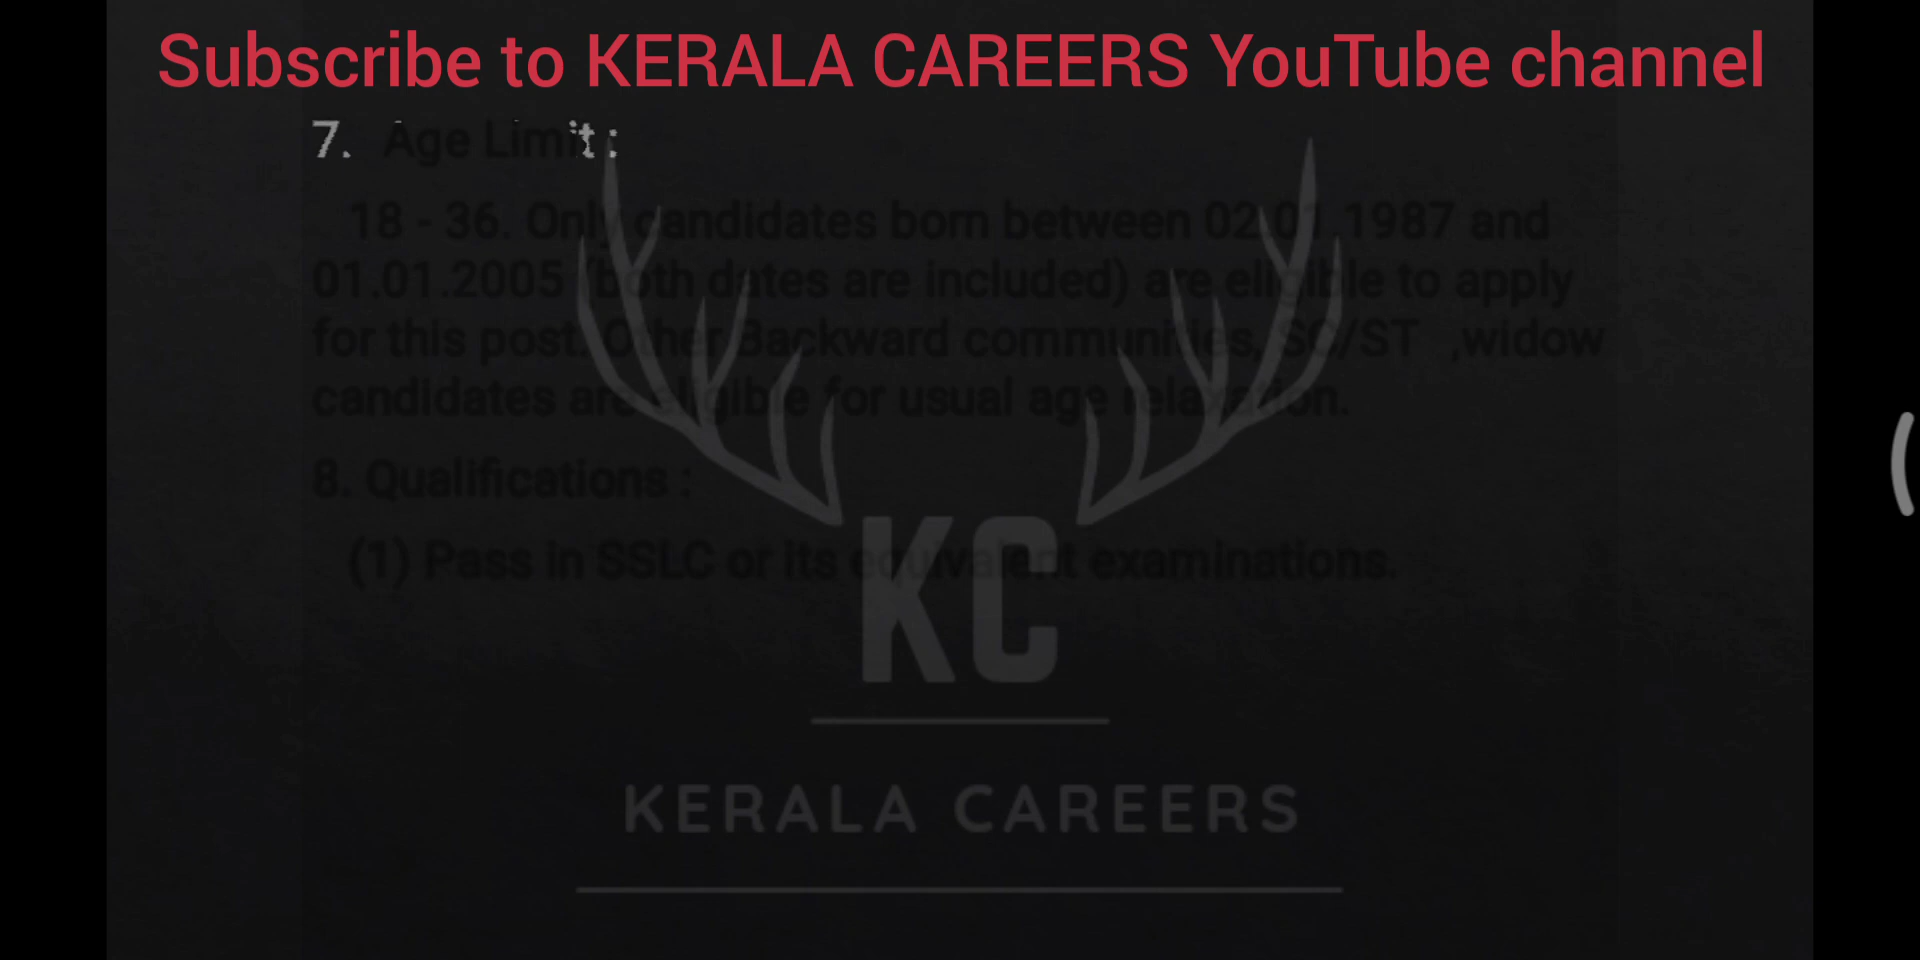 Subscribe to KERALA CAREERS YouTube channel
7. Age Limit :
18 - 36. Only candidates born between 02.01.1987 and
01.01.2005 (both dates are included) are eligible to apply
for this post. Other Backward communities, SC/ST ,widow
candidates are eligible for usual age relaxation.
8. Qualifications :
(1) Pass in SSLC or its equivalent examinations.
KC
KERALA CAREERS